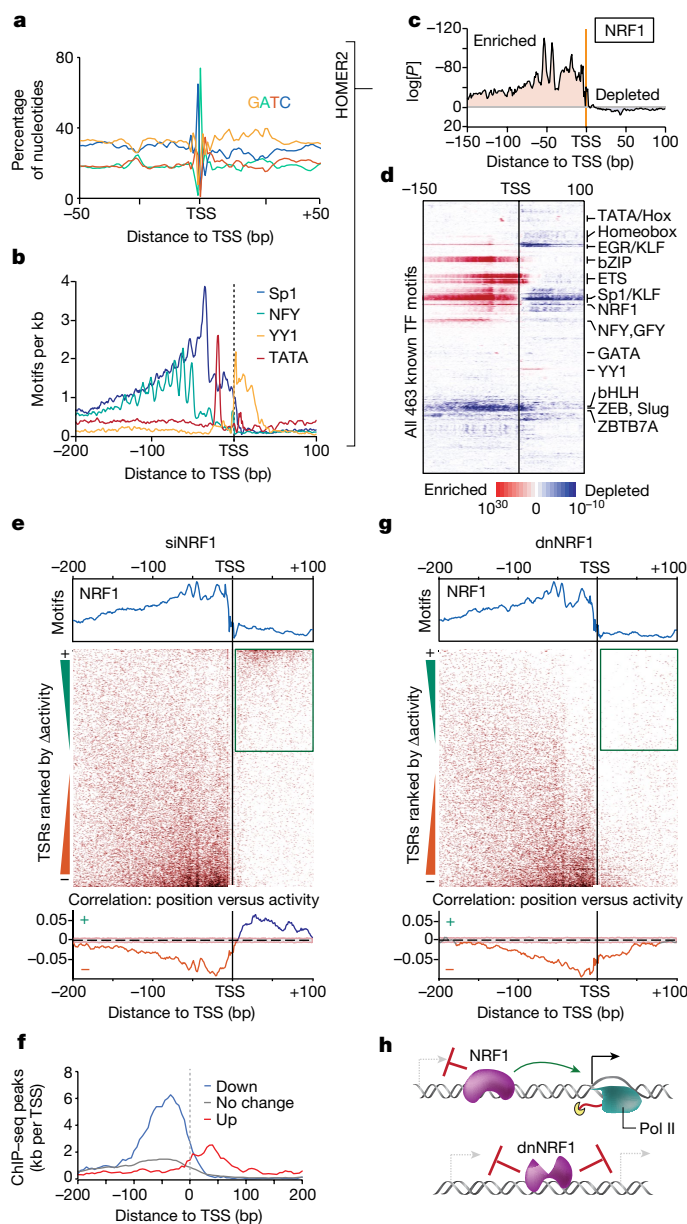 a
Percentage
of nucleotides
80
40
0
GATC
−50
TSS
+50
Distance to TSS (bp)
HOMER2
b
Motifs per kb
4
3
2
1
0
Sp1
NFY
YY1
TATA
−200
−100
TSS
100
Distance to TSS (bp)
c
NRF1
log[P]
−120
−80
−40
0
20
Enriched
Depleted
−150
−100
−50
TSS
50
100
Distance to TSS (bp)
d
−150
TSS
100
All 463 known TF motifs
TATA/Hox
Homeobox
EGR/KLF
bZIP
ETS
Sp1/KLF
NRF1
NFY,GFY
GATA
YY1
bHLH
ZEB, Slug
ZBTB7A
Enriched
Depleted
10³⁰
0
10⁻¹⁰
e
siNRF1
−200
−100
TSS
+100
Motifs
NRF1
+
TSRs ranked by Δactivity
−
Correlation: position versus activity
0.05
0
−0.05
+
−
−200
−100
TSS
+100
Distance to TSS (bp)
g
dnNRF1
−200
−100
TSS
+100
Motifs
NRF1
+
TSRs ranked by Δactivity
−
Correlation: position versus activity
0.05
0
−0.05
+
−
−200
−100
TSS
+100
Distance to TSS (bp)
f
ChIP–seq peaks
(kb per TSS)
8
6
4
2
0
Down
No change
Up
−200
−100
0
100
200
Distance to TSS (bp)
h
NRF1
Pol II
dnNRF1